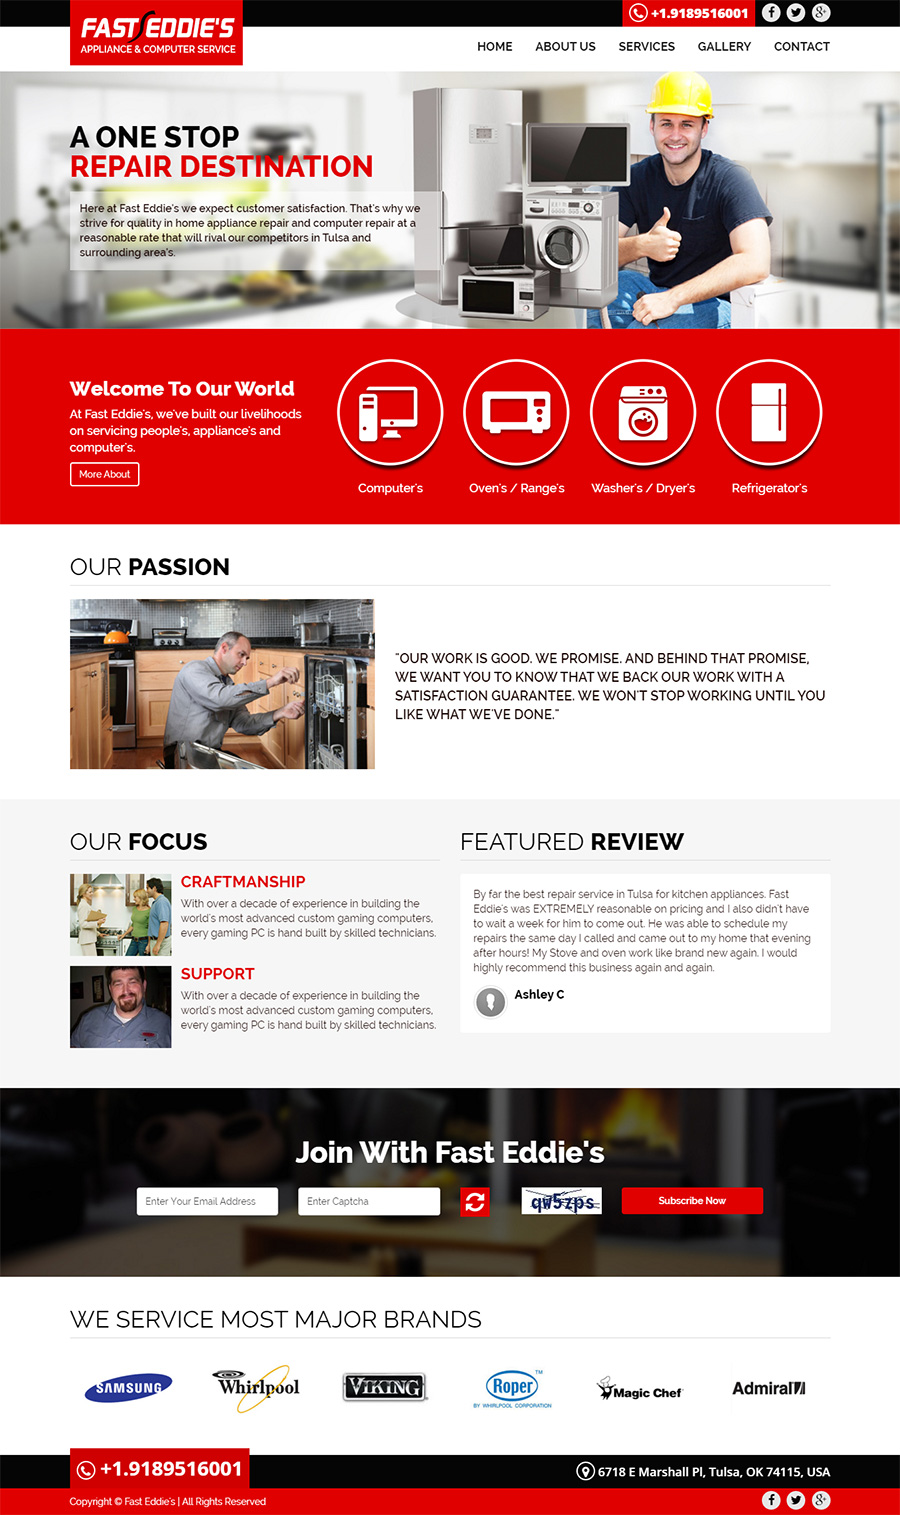 FAST EDDIE'S
APPLIANCE & COMPUTER SERVICE
+1.9189516001
HOME ABOUT US SERVICES GALLERY CONTACT
A ONE STOP
REPAIR DESTINATION
Here at Fast Eddie's we expect customer satisfaction. That's why we
strive for quality in home appliance repair and computer repair at a
reasonable rate that will rival our competitors in Tulsa and
surrounding area's.
Welcome To Our World
At Fast Eddie's, we've built our livelihoods
on servicing people's, appliance's and
computer's.
More About
Computer's
Oven's / Range's
Washer's / Dryer's
Refrigerator's
OUR PASSION
"OUR WORK IS GOOD. WE PROMISE. AND BEHIND THAT PROMISE,
WE WANT YOU TO KNOW THAT WE BACK OUR WORK WITH A
SATISFACTION GUARANTEE. WE WON'T STOP WORKING UNTIL YOU
LIKE WHAT WE'VE DONE."
OUR FOCUS
CRAFTMANSHIP
With over a decade of experience in building the
world's most advanced custom gaming computers,
every gaming PC is hand built by skilled technicians.
SUPPORT
With over a decade of experience in building the
world's most advanced custom gaming computers,
every gaming PC is hand built by skilled technicians.
FEATURED REVIEW
By far the best repair service in Tulsa for kitchen appliances. Fast
Eddie's was EXTREMELY reasonable on pricing and I also didn't have
to wait a week for him to come out. He was able to schedule my
repairs the same day I called and came out to my home that evening
after hours! My Stove and oven work like brand new again. I would
highly recommend this business again and again.
Ashley C
Join With Fast Eddie's
Enter Your Email Address
Enter Captcha
qw5zps
Subscribe Now
WE SERVICE MOST MAJOR BRANDS
SAMSUNG
Whirlpool
VIKING
Roper™
BY WHIRLPOOL CORPORATION
Magic Chef
Admiral
+1.9189516001
6718 E Marshall Pl, Tulsa, OK 74115, USA
Copyright © Fast Eddie's | All Rights Reserved